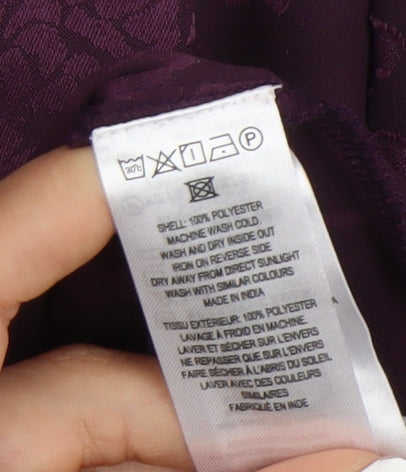 30°C P
SHELL: 100% POLYESTER
MACHINE WASH COLD.
WASH AND DRY INSIDE OUT
IRON ON REVERSE SIDE
DRY AWAY FROM DIRECT SUNLIGHT
WASH WITH SIMILAR COLOURS
MADE IN INDIA
TISSU EXTÉRIEUR: 100% POLYESTER
LAVAGE À FROID EN MACHINE.
LAVER ET SÉCHER SUR L'ENVERS
NE REPASSER QUE SUR L'ENVERS
FAIRE SÉCHER À L'ABRIS DU SOLEIL
LAVER AVEC DES COULEURS
SIMILAIRES
FABRIQUÉ EN INDE